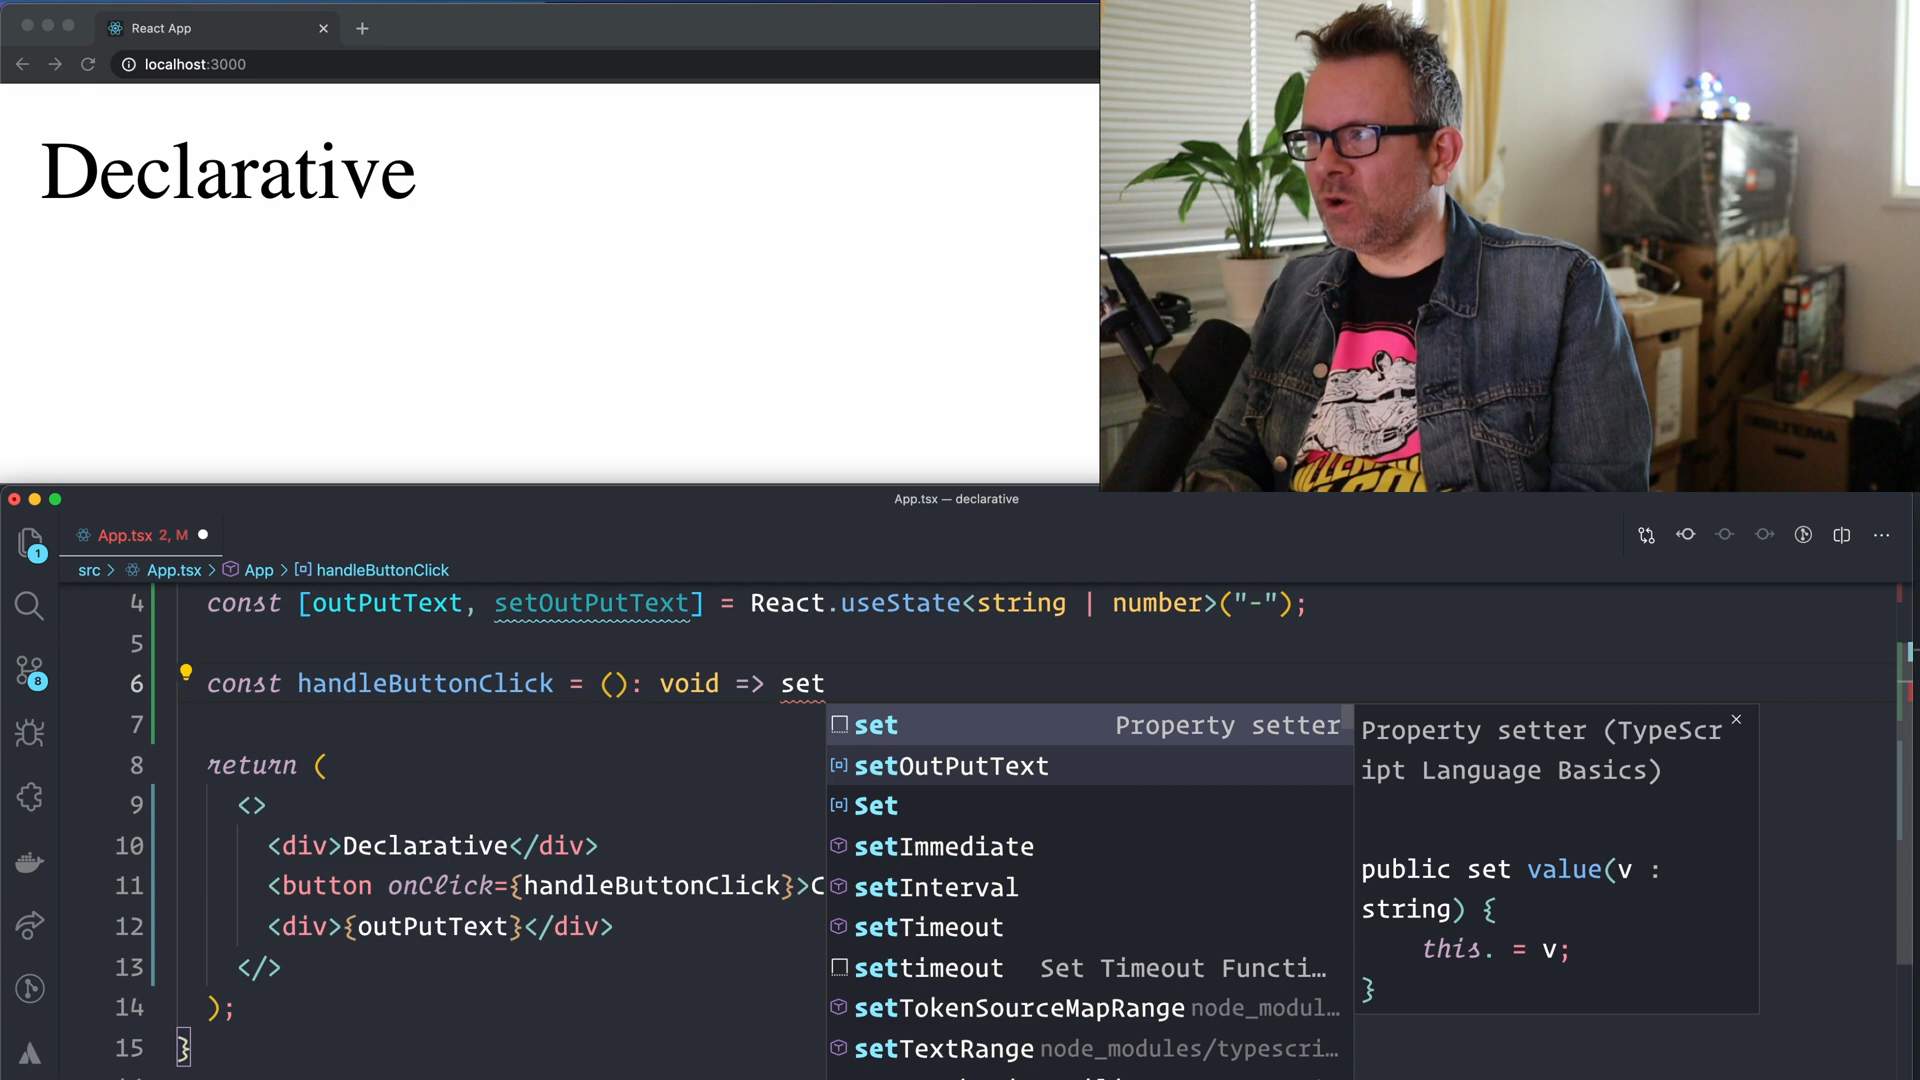 React App
localhost:3000
Declarative
App.tsx — declarative
App.tsx 2, M
src > App.tsx > App > handleButtonClick
1
8
4 const [outPutText, setOutPutText] = React.useState<string | number>("-");
5
6 const handleButtonClick = (): void => set
7
8 return (
9 <>
10 <div>Declarative</div>
11 <button onClick={handleButtonClick}>C
12 <div>{outPutText}</div>
13 </>
14 );
15 }
set Property setter
setOutPutText
Set
setImmediate
setInterval
setTimeout
settimeout Set Timeout Functi…
setTokenSourceMapRange node_modul…
setTextRange node_modules/typescri…
Property setter (TypeScr
ipt Language Basics)
public set value(v :
string) {
this. = v;
}